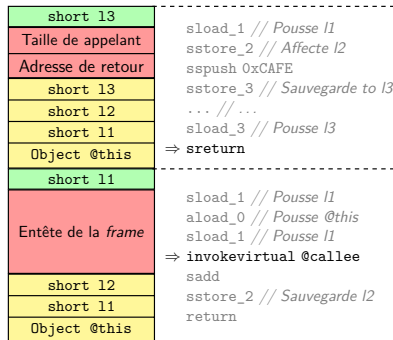 short l3
Taille de appelant
Adresse de retour
short l3
short l2
short l1
Object @this
short l1
Entête de la frame
short l2
short l1
Object @this
sload_1 // Pousse l1
sstore_2 // Affecte l2
sspush 0xCAFE
sstore_3 // Sauvegarde to l3
... // ...
sload_3 // Pousse l3
⇒ sreturn
sload_1 // Pousse l1
aload_0 // Pousse @this
sload_1 // Pousse l1
⇒ invokevirtual @callee
sadd
sstore_2 // Sauvegarde l2
return